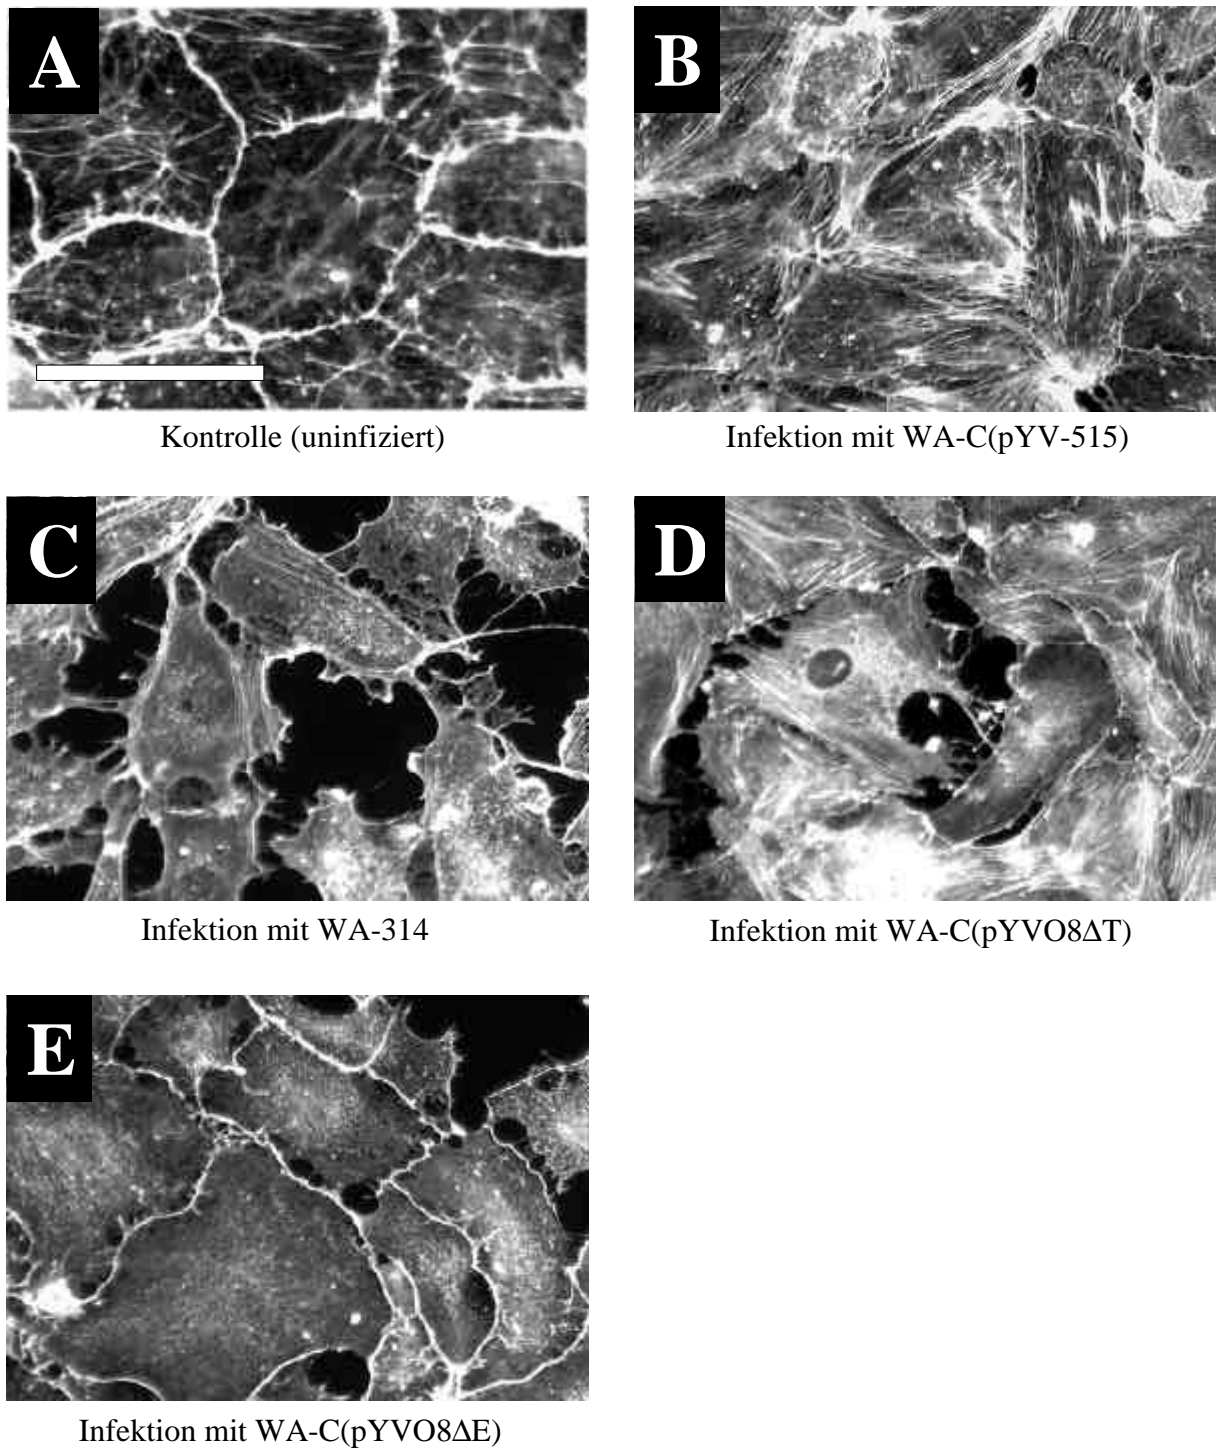 A
B
Kontrolle (uninfiziert)
Infektion mit WA-C(pYV-515)
C
D
Infektion mit WA-314
Infektion mit WA-C(pYVO8ΔT)
E
Infektion mit WA-C(pYVO8ΔE)